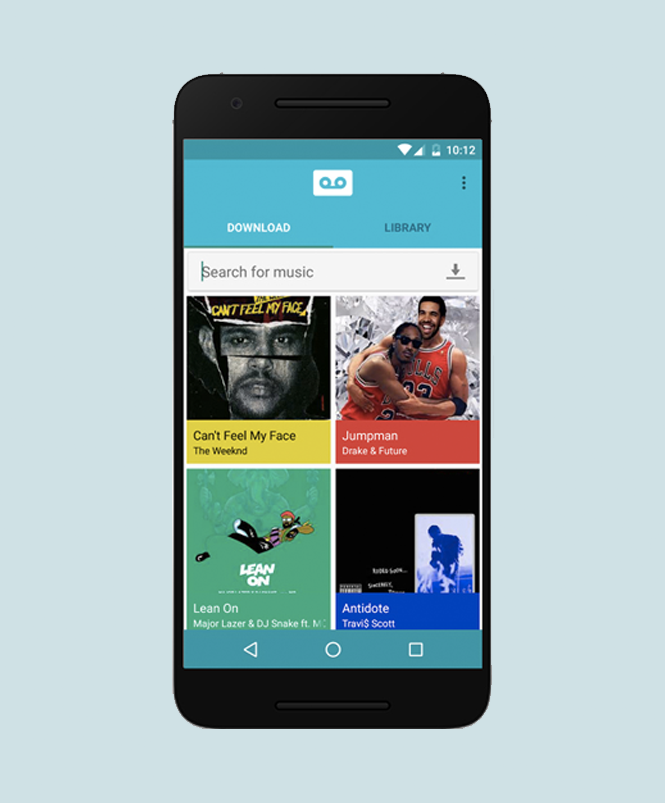 10:12
DOWNLOAD
LIBRARY
Search for music
CAN'T FEEL MY FACE
Can't Feel My Face
The Weeknd
Jumpman
Drake & Future
LEAN
ON
Lean On
Major Lazer & DJ Snake ft. M
Antidote
Travi$ Scott